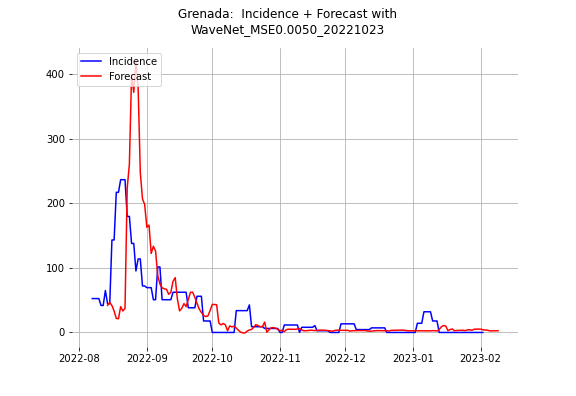 Grenada:  Incidence + Forecast with
WaveNet_MSE0.0050_20221023
Incidence
Forecast
400
300
200
100
0
2022-08 2022-09 2022-10 2022-11 2022-12 2023-01 2023-02